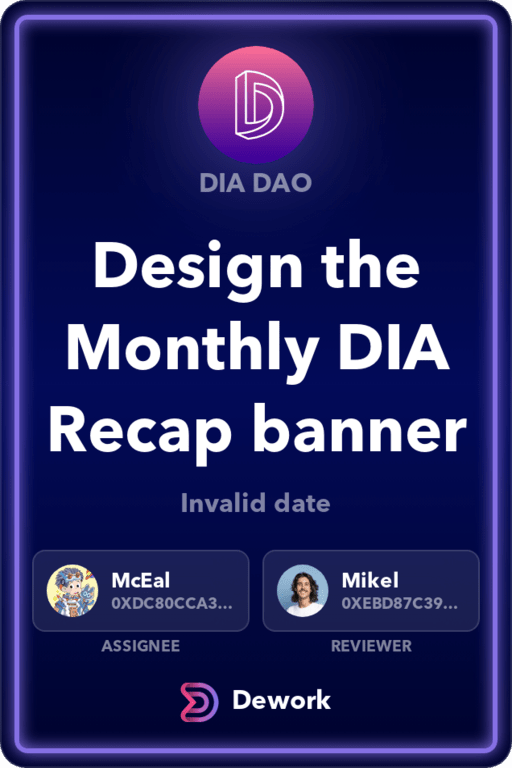 DIA DAO
Design the
Monthly DIA
Recap banner
Invalid date
McEal
0XDC80CCA3...
Mikel
0XEBD87C39...
ASSIGNEE
REVIEWER
Dework